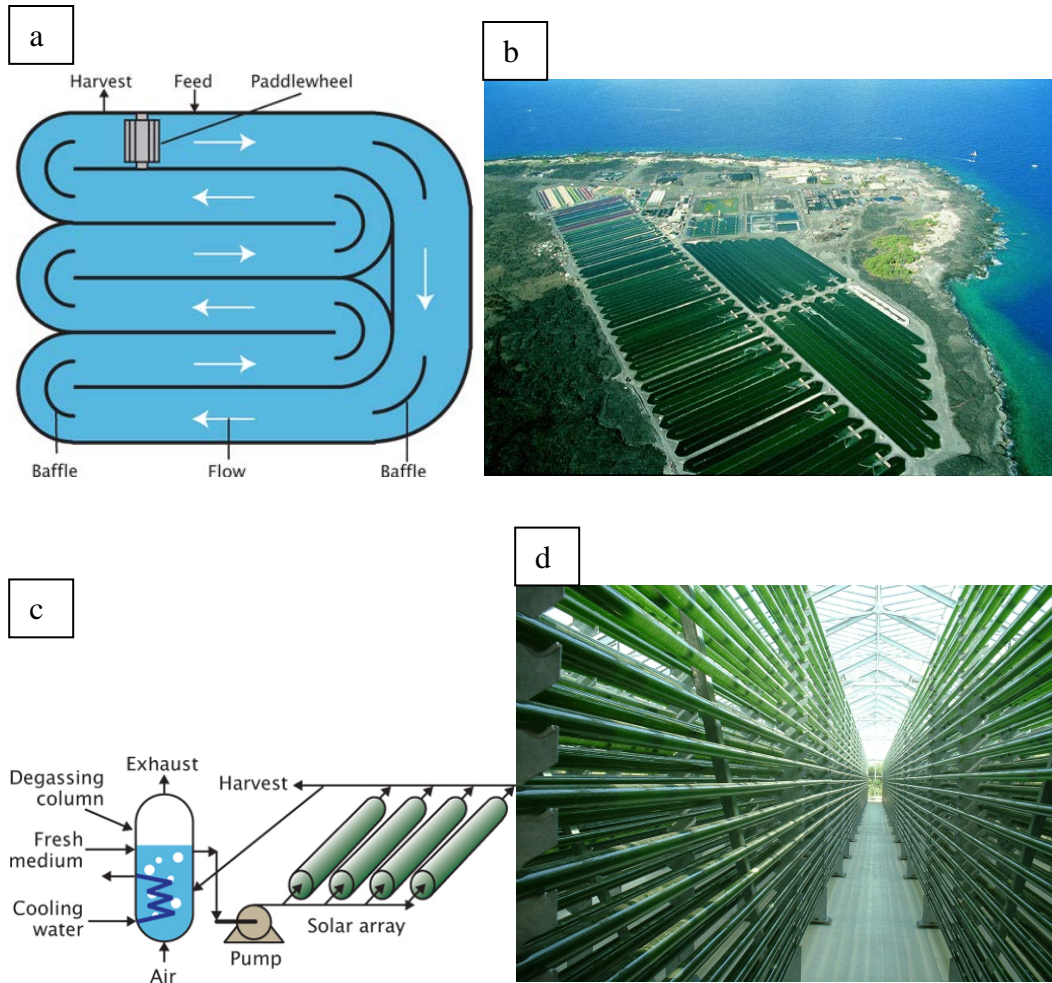 a
Harvest Feed Paddlewheel
Baffle Flow Baffle
b
c
Exhaust
Degassing
column
Harvest
Fresh
medium
Cooling
water
Solar array
Pump
Air
d